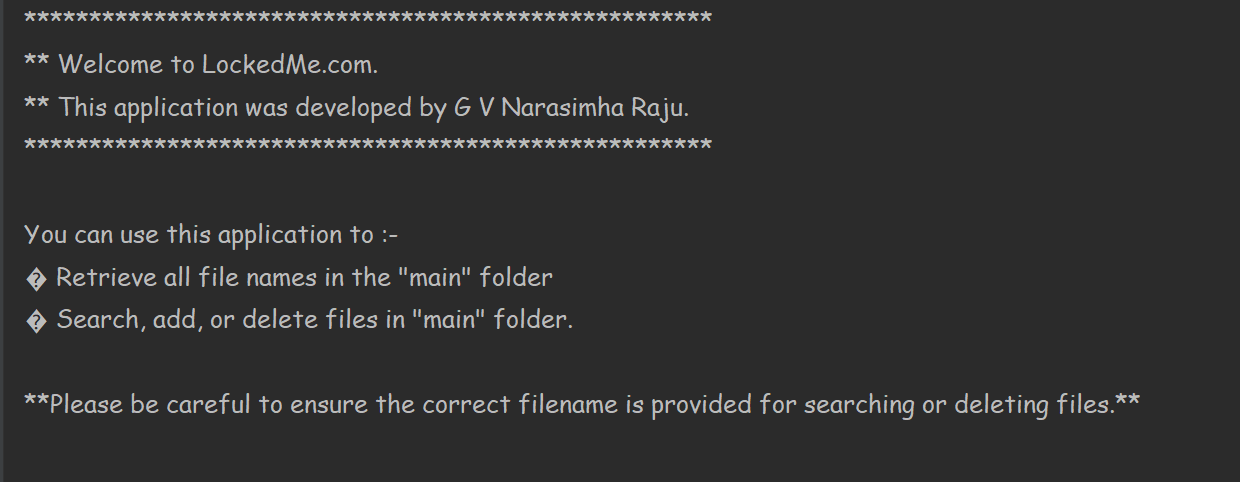 *****************************************************
** Welcome to LockedMe.com.
** This application was developed by G V Narasimha Raju.
*****************************************************
You can use this application to :-
� Retrieve all file names in the "main" folder
� Search, add, or delete files in "main" folder.
**Please be careful to ensure the correct filename is provided for searching or deleting files.**